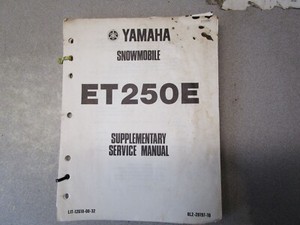 YAMAHA
SNOWMOBILE
ET250E
SUPPLEMENTARY
SERVICE MANUAL